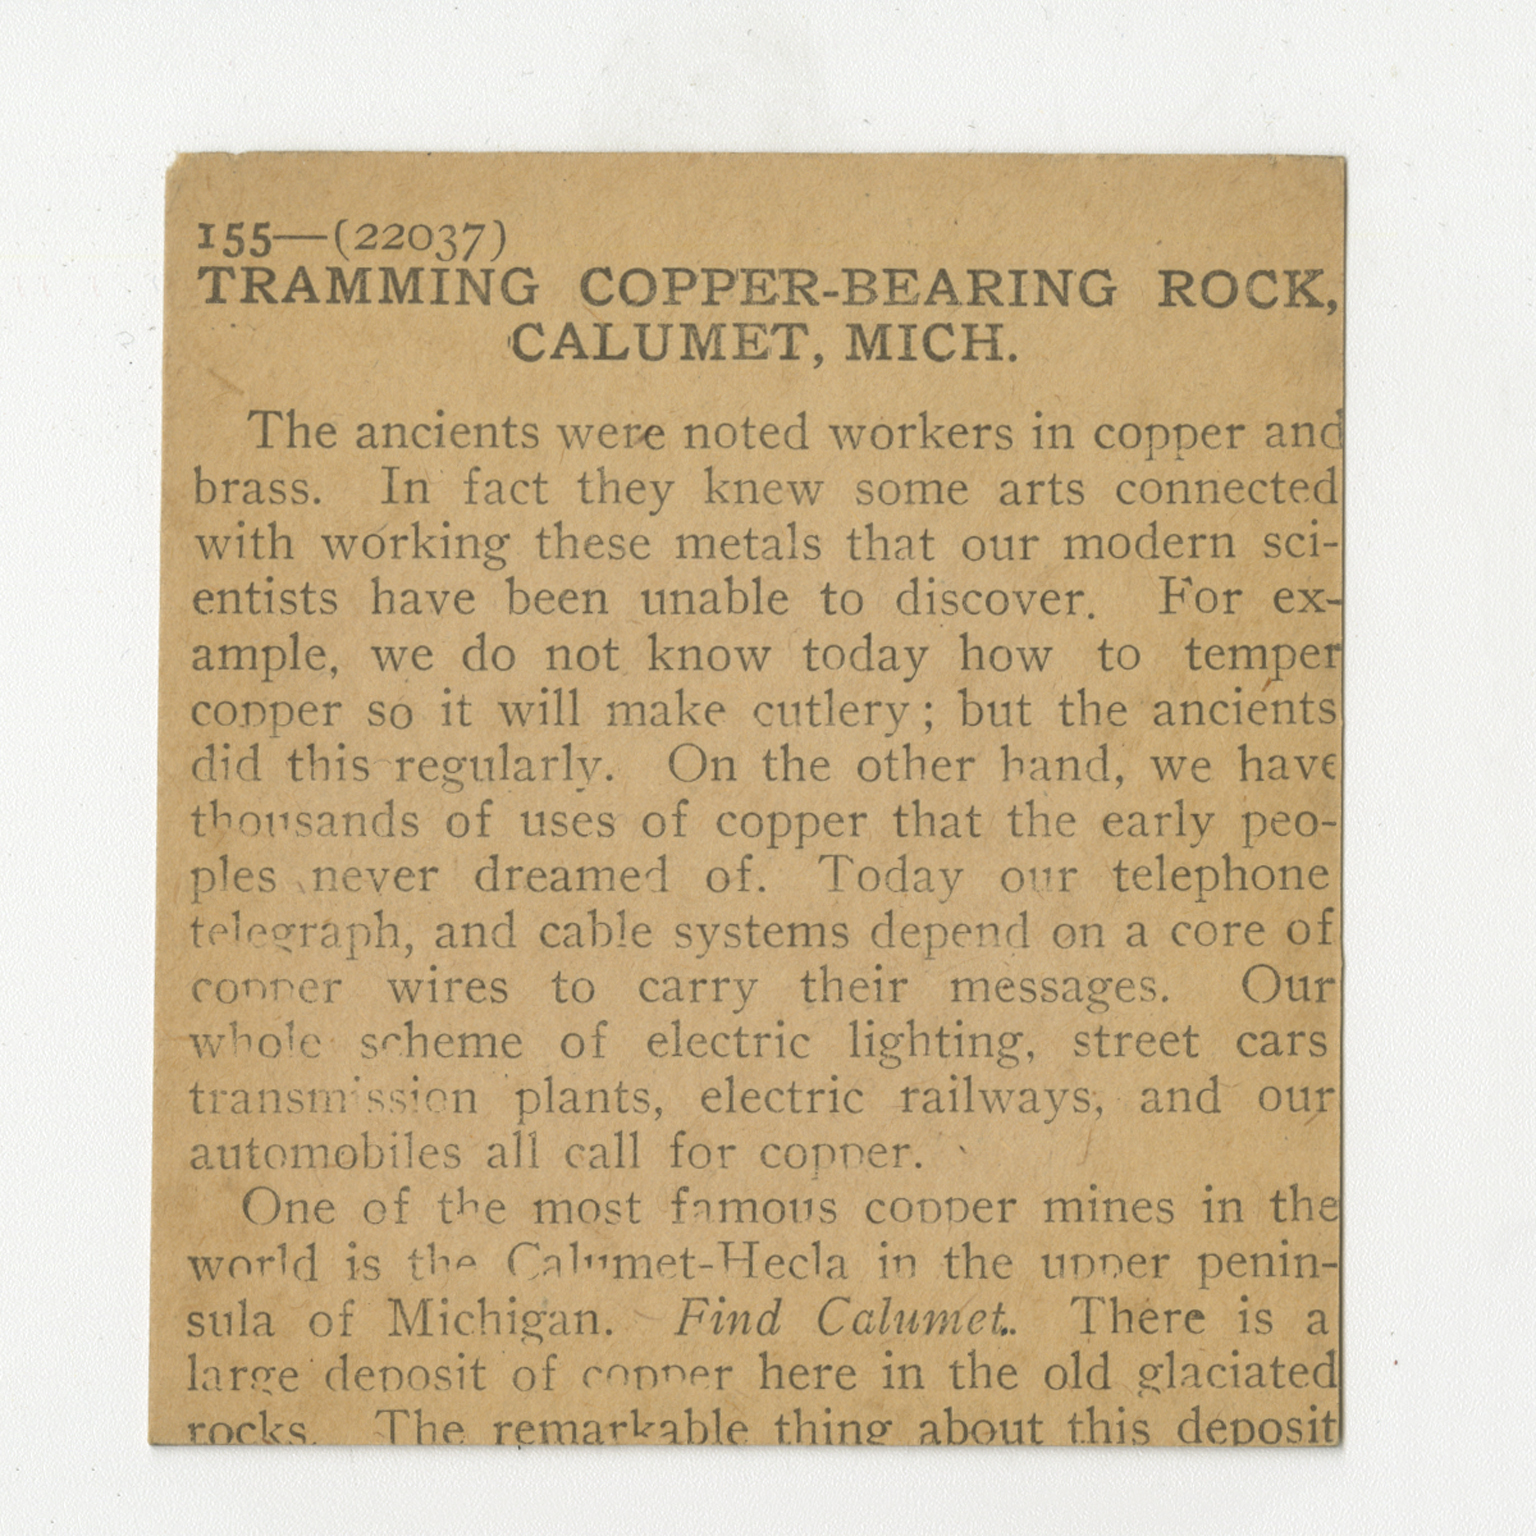 155—(22037)
TRAMMING COPPER-BEARING ROCK,
CALUMET, MICH.
The ancients were noted workers in copper and
brass. In fact they knew some arts connected
with working these metals that our modern sci-
entists have been unable to discover. For ex-
ample, we do not know today how to temper
copper so it will make cutlery; but the ancients
did this regularly. On the other hand, we have
thousands of uses of copper that the early peo-
ples never dreamed of. Today our telephone
telegraph, and cable systems depend on a core of
copper wires to carry their messages. Our
whole scheme of electric lighting, street cars
transmission plants, electric railways, and our
automobiles all call for copper.
One of the most famous copper mines in the
world is the Calumet-Hecla in the upper penin-
sula of Michigan. Find Calumet. There is a
large deposit of copper here in the old glaciated
rocks. The remarkable thing about this deposit